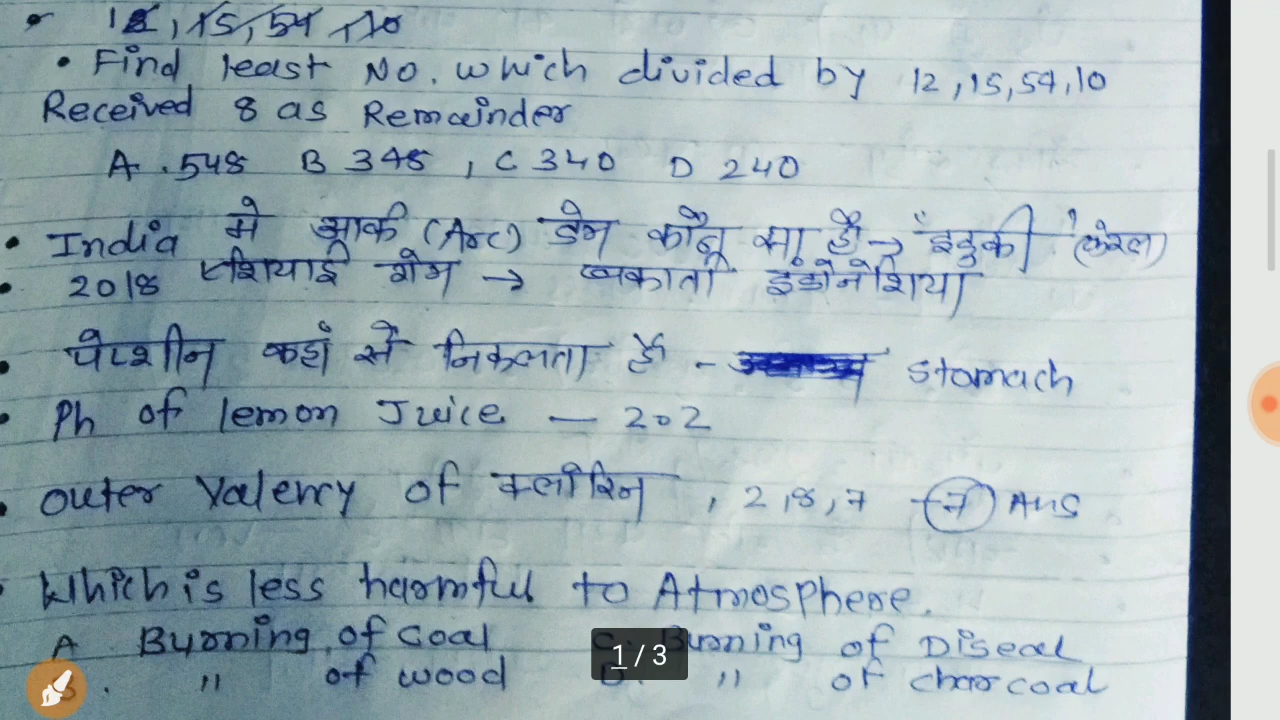 12, 15, 54, 10
• Find least No. which divided by 12, 15, 54, 10
Received 8 as Remainder
A. 548 B 348, C 340 D 240
• India मे आर्क (Arc) डेम कौन सा है → इडुकी (केरल)
• 2018 एशियाई गेम → जकार्ता इंडोनेशिया
• पेप्शीन कहां से निकलता है - stomach
• Ph of lemon Juice — 2.2
• outer Valency of क्लोरिन, 2,8,7 → 7 Ans
• Which is less harmful to Atmosphere.
A Burning of coal C. Burning of Diseal
B. " of wood D. " of charcoal
1 / 3